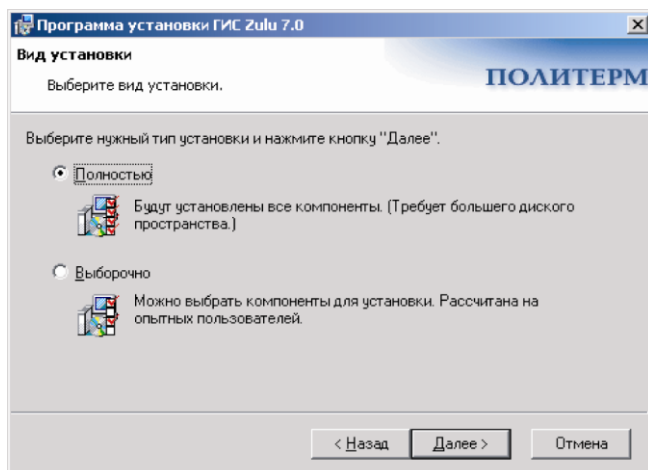 Программа установки ГИС Zulu 7.0
Вид установки
Выберите вид установки.
ПОЛИТЕРМ
Выберите нужный тип установки и нажмите кнопку "Далее".
Полностью
Будут установлены все компоненты. (Требует большего диского
пространства.)
Выборочно
Можно выбрать компоненты для установки. Рассчитана на
опытных пользователей.
< Назад Далее > Отмена